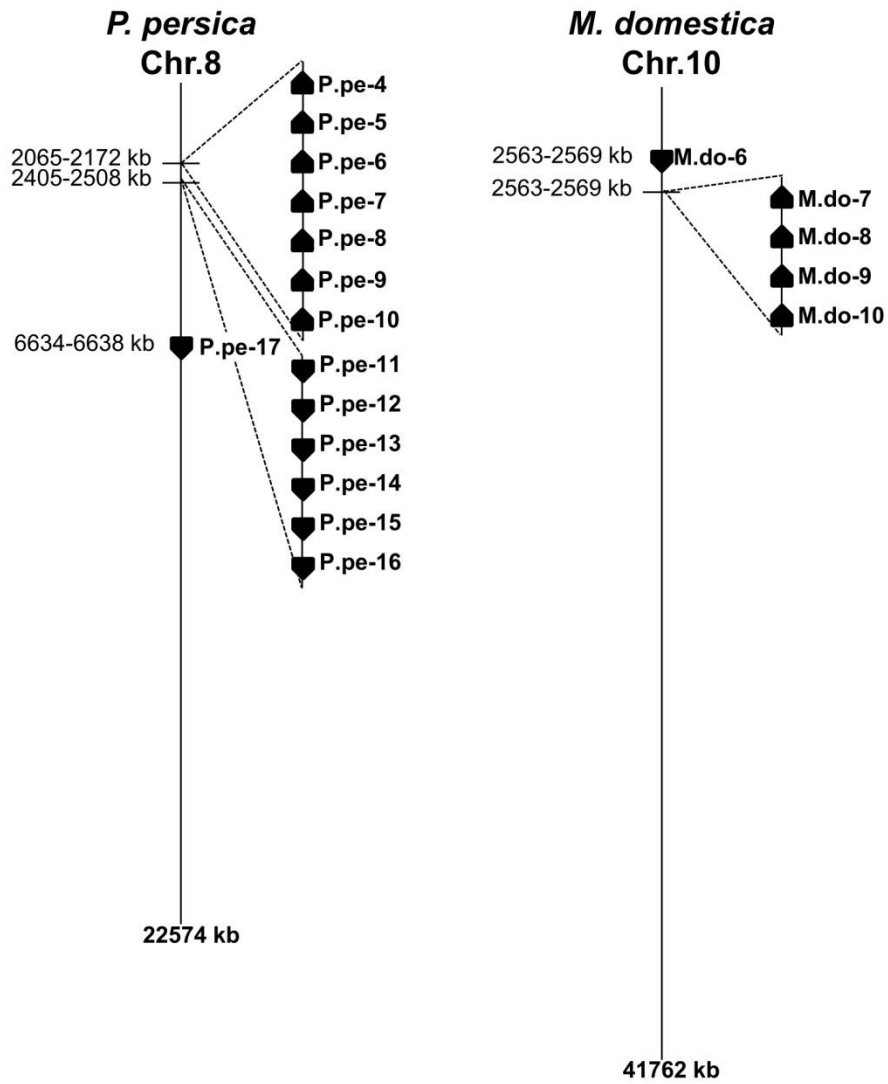 P. persica
Chr.8
2065-2172 kb
2405-2508 kb
6634-6638 kb
P.pe-17
22574 kb
P.pe-4
P.pe-5
P.pe-6
P.pe-7
P.pe-8
P.pe-9
P.pe-10
P.pe-11
P.pe-12
P.pe-13
P.pe-14
P.pe-15
P.pe-16
M. domestica
Chr.10
2563-2569 kb
M.do-6
2563-2569 kb
M.do-7
M.do-8
M.do-9
M.do-10
41762 kb